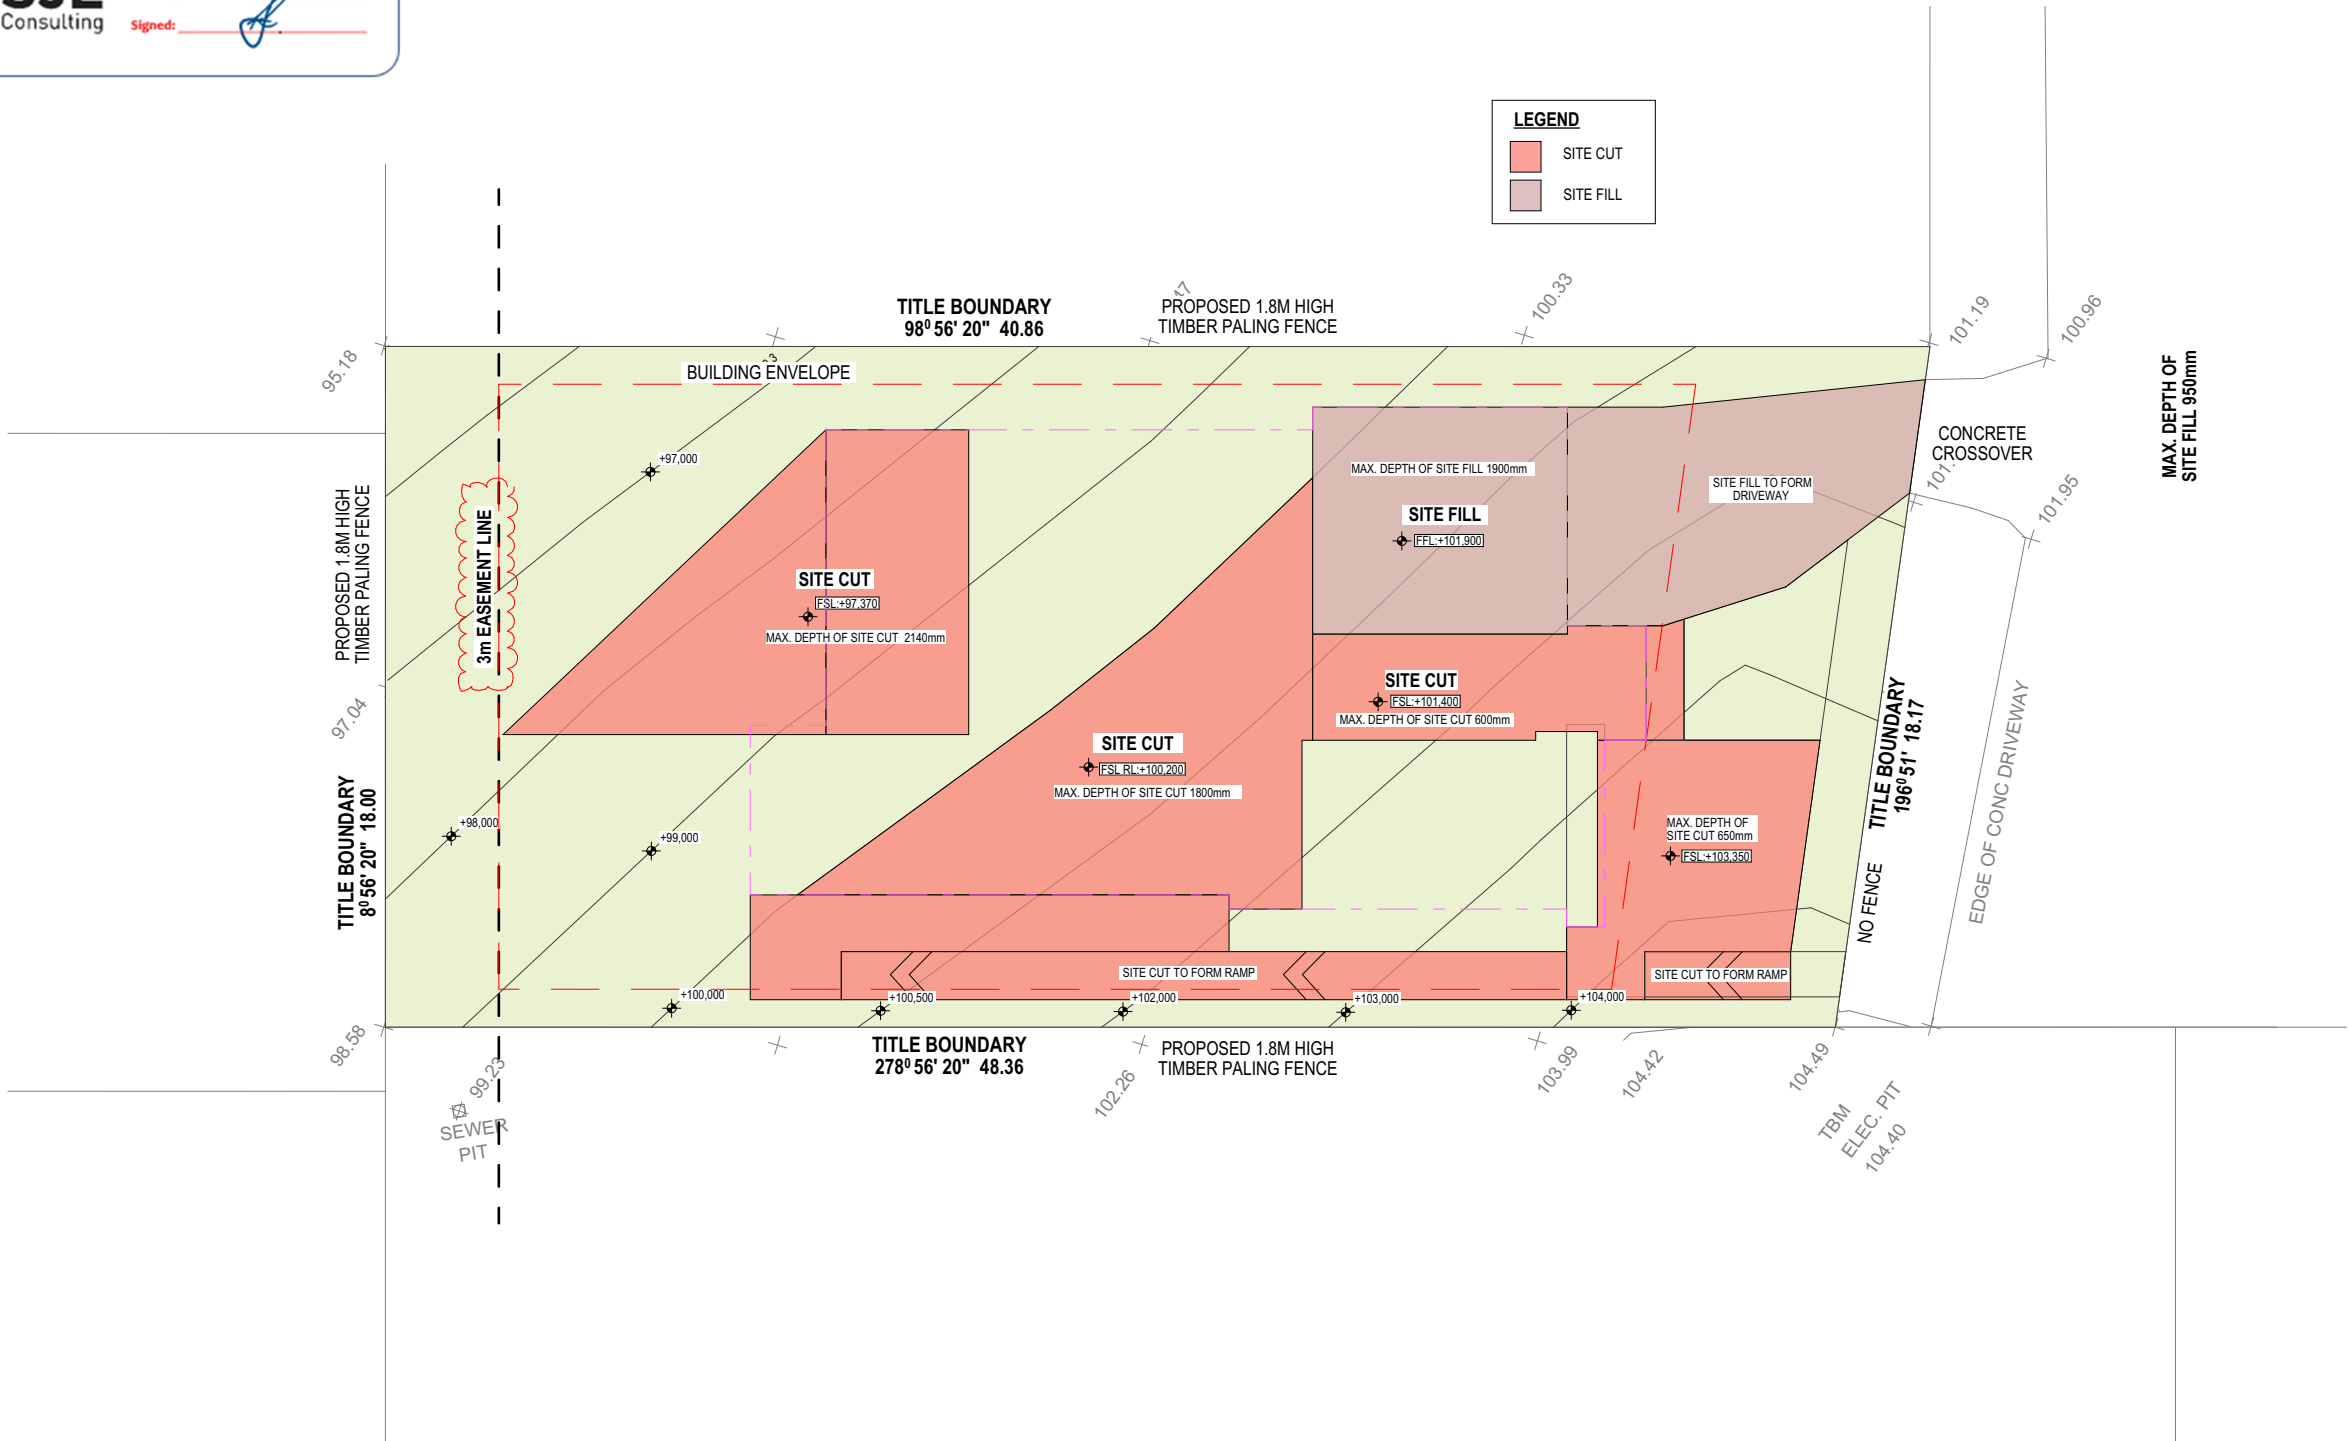 Consulting
Signed:
LEGEND
SITE CUT
SITE FILL
TITLE BOUNDARY
98⁰ 56' 20" 40.86
PROPOSED 1.8M HIGH
TIMBER PALING FENCE
100.33
101.19
100.96
95.18
BUILDING ENVELOPE
MAX. DEPTH OF
SITE FILL 950mm
CONCRETE
CROSSOVER
101.95
+97,000
MAX. DEPTH OF SITE FILL 1900mm
SITE FILL TO FORM
DRIVEWAY
SITE FILL
FFL:+101,900
PROPOSED 1.8M HIGH
TIMBER PALING FENCE
3m EASEMENT LINE
SITE CUT
FSL:+97,370
MAX. DEPTH OF SITE CUT 2140mm
97.04
SITE CUT
FSL:+101,400
MAX. DEPTH OF SITE CUT 600mm
SITE CUT
FSL RL:+100,200
MAX. DEPTH OF SITE CUT 1800mm
TITLE BOUNDARY
196⁰ 51' 18.17
EDGE OF CONC DRIVEWAY
TITLE BOUNDARY
8⁰ 56' 20" 18.00
+98,000
+99,000
MAX. DEPTH OF
SITE CUT 650mm
FSL:+103,350
NO FENCE
SITE CUT TO FORM RAMP
SITE CUT TO FORM RAMP
+100,000
+100,500
+102,000
+103,000
+104,000
98.58
99.23
TITLE BOUNDARY
278⁰ 56' 20" 48.36
PROPOSED 1.8M HIGH
TIMBER PALING FENCE
102.26
103.99
104.42
104.49
SEWER
PIT
TBM
ELEC. PIT
104.40